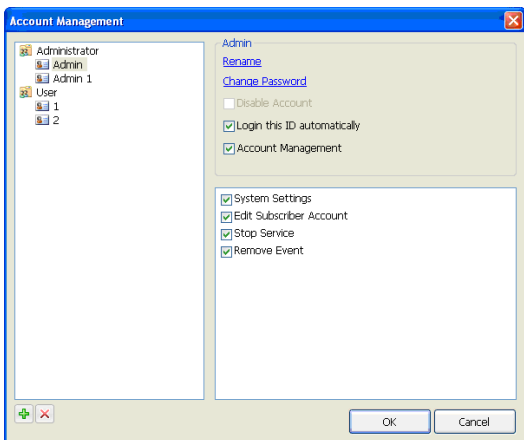 Account Management
Administrator
Admin
Admin 1
User
1
2
Admin
Rename
Change Password
Disable Account
Login this ID automatically
Account Management
System Settings
Edit Subscriber Account
Stop Service
Remove Event
OK
Cancel